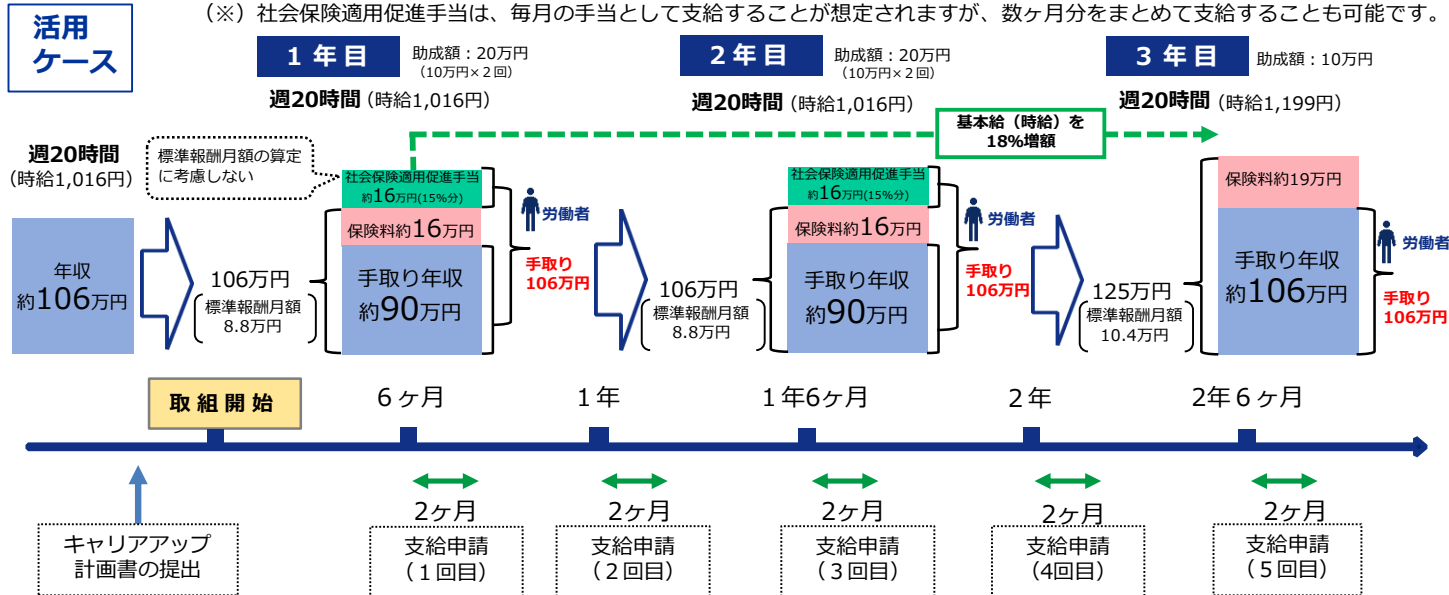 (※)社会保険適用促進手当は、毎月の手当として支給することが想定されますが、数ヶ月分をまとめて支給することも可能です。
活用
ケース
1年目
助成額：20万円
(10万円×2回)
週20時間(時給1,016円)
2年目
助成額：20万円
(10万円×2回)
週20時間(時給1,016円)
3年目
助成額：10万円
週20時間(時給1,199円)
基本給（時給）を
18%増額
週20時間
(時給1,016円)
標準報酬月額の算定
に考慮しない
年収
約106万円
106万円
標準報酬月額
8.8万円
社会保険適用促進手当
約16万円(15%分)
保険料約16万円
手取り年収
約90万円
労働者
手取り
106万円
106万円
標準報酬月額
8.8万円
社会保険適用促進手当
約16万円(15%分)
保険料約16万円
手取り年収
約90万円
労働者
手取り
106万円
125万円
標準報酬月額
10.4万円
保険料約19万円
手取り年収
約106万円
労働者
手取り
106万円
取組開始
6ヶ月
1年
1年6ヶ月
2年
2年6ヶ月
キャリアアップ
計画書の提出
2ヶ月
支給申請
(1回目)
2ヶ月
支給申請
(2回目)
2ヶ月
支給申請
(3回目)
2ヶ月
支給申請
(4回目)
2ヶ月
支給申請
(5回目)